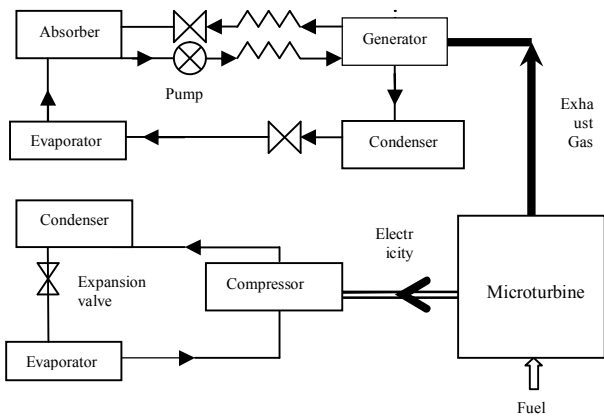 Absorber
Generator
Pump
Exha
ust
Gas
Evaporator
Condenser
Condenser
Electr
icity
Expansion
valve
Compressor
Microturbine
Evaporator
Fuel